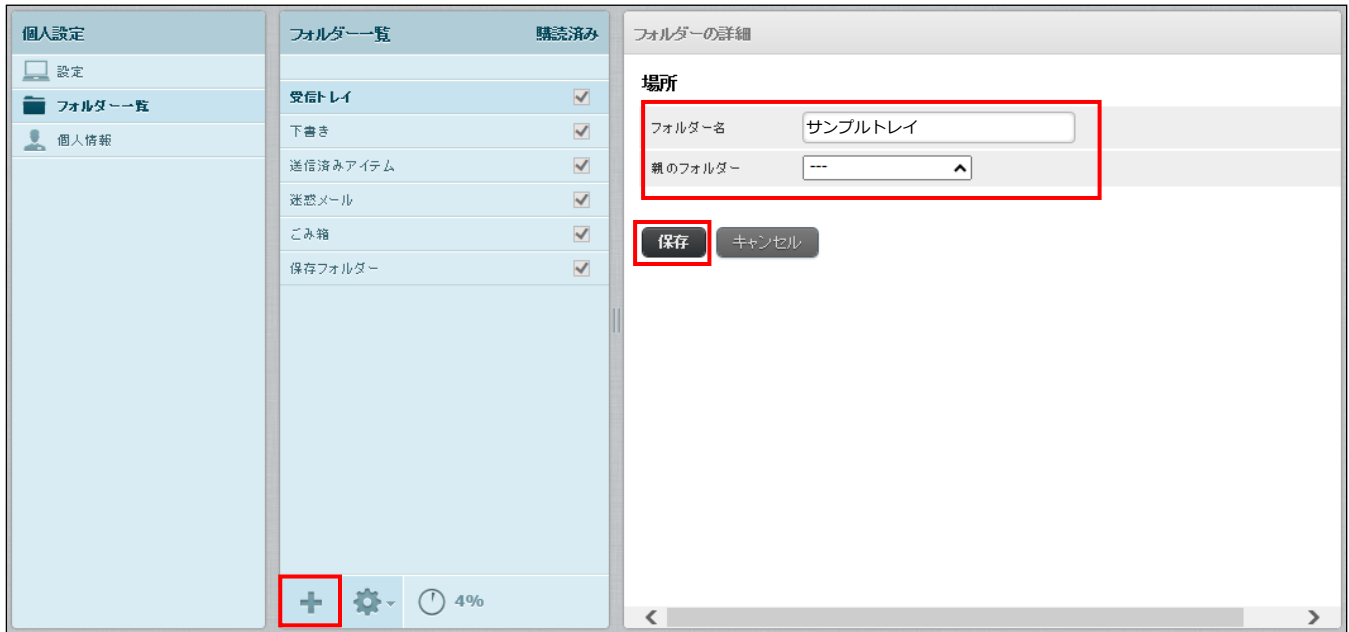 個人設定
設定
フォルダー一覧
個人情報
フォルダー一覧 購読済み
受信トレイ
下書き
送信済みアイテム
迷惑メール
ごみ箱
保存フォルダー
4%
フォルダーの詳細
場所
フォルダー名 サンプルトレイ
親のフォルダー ---
保存 キャンセル